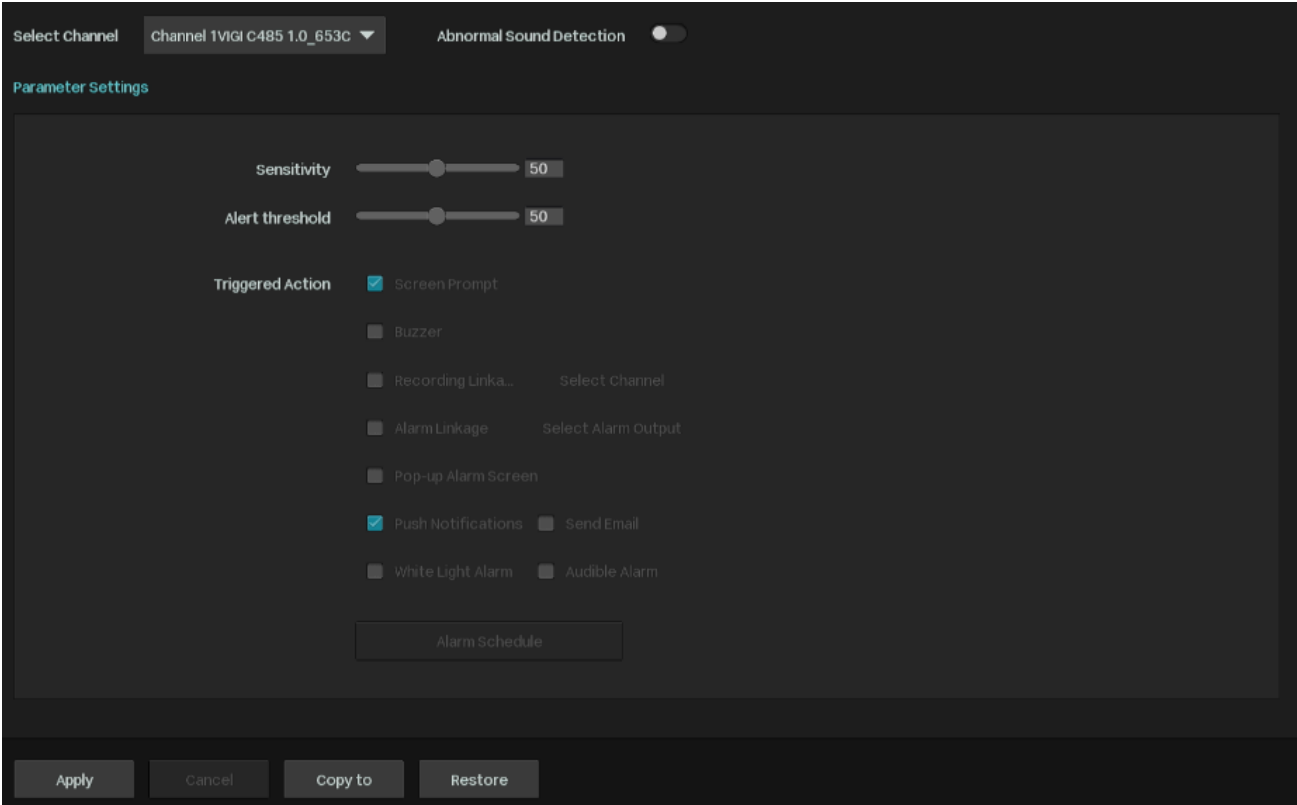 Select Channel Channel 1VIGI C485 1.0_653C Abnormal Sound Detection
Parameter Settings
Sensitivity 50
Alert threshold 50
Triggered Action Screen Prompt
Buzzer
Recording Linka... Select Channel
Alarm Linkage Select Alarm Output
Pop-up Alarm Screen
Push Notifications Send Email
White Light Alarm Audible Alarm
Alarm Schedule
Apply Cancel Copy to Restore